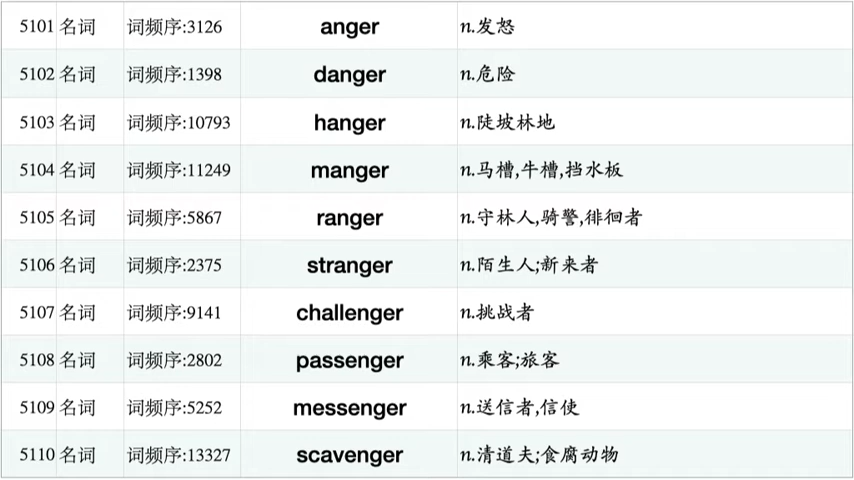 5101 名词 词频序:3126 anger n.发怒
5102 名词 词频序:1398 danger n.危险
5103 名词 词频序:10793 hanger n.陡坡林地
5104 名词 词频序:11249 manger n.马槽,牛槽,挡水板
5105 名词 词频序:5867 ranger n.守林人,骑警,徘徊者
5106 名词 词频序:2375 stranger n.陌生人;新来者
5107 名词 词频序:9141 challenger n.挑战者
5108 名词 词频序:2802 passenger n.乘客;旅客
5109 名词 词频序:5252 messenger n.送信者,信使
5110 名词 词频序:13327 scavenger n.清道夫;食腐动物